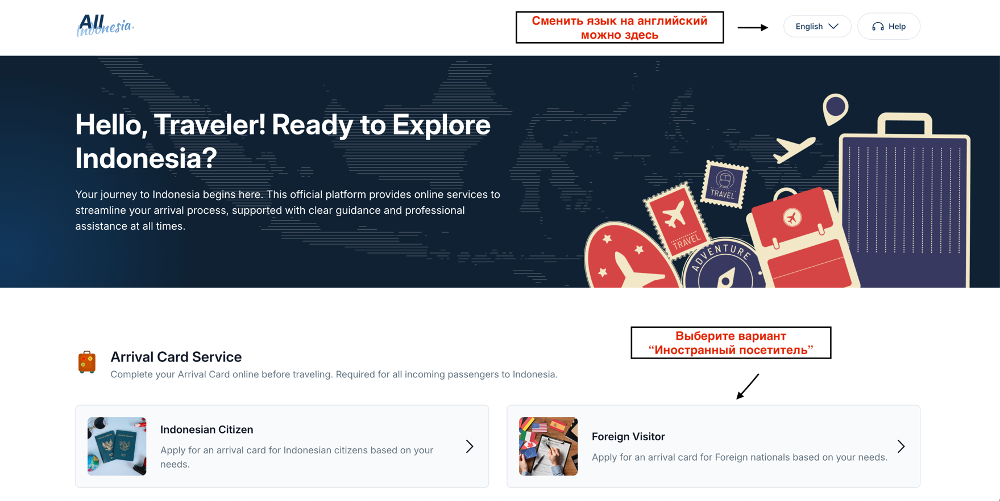 All
Indonesia
Сменить язык на английский
можно здесь
English
Help
Hello, Traveler! Ready to Explore
Indonesia?
Your journey to Indonesia begins here. This official platform provides online services to
streamline your arrival process, supported with clear guidance and professional
assistance at all times.
TRAVEL
TRAVEL
ADVENTURE
Выберите вариант
“Иностранный посетитель”
Arrival Card Service
Complete your Arrival Card online before traveling. Required for all incoming passengers to Indonesia.
Indonesian Citizen
Apply for an arrival card for Indonesian citizens based on your
needs.
Foreign Visitor
Apply for an arrival card for Foreign nationals based on your needs.